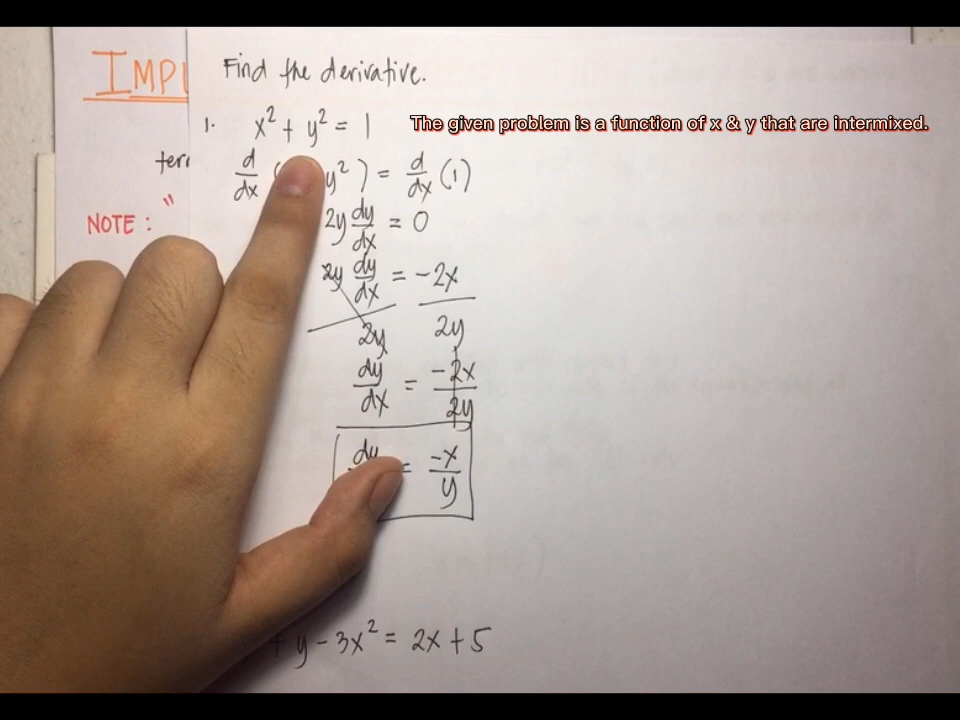 IMPL
Find the derivative.
1. x² + y² = 1
The given problem is a function of x & y that are intermixed.
d/dx ( y² ) = d/dx (1)
NOTE : "
2y dy/dx = 0
2y dy/dx = -2x
2y 2y
dy/dx = -2x/2y
dy = -x/y
+ y - 3x² = 2x + 5